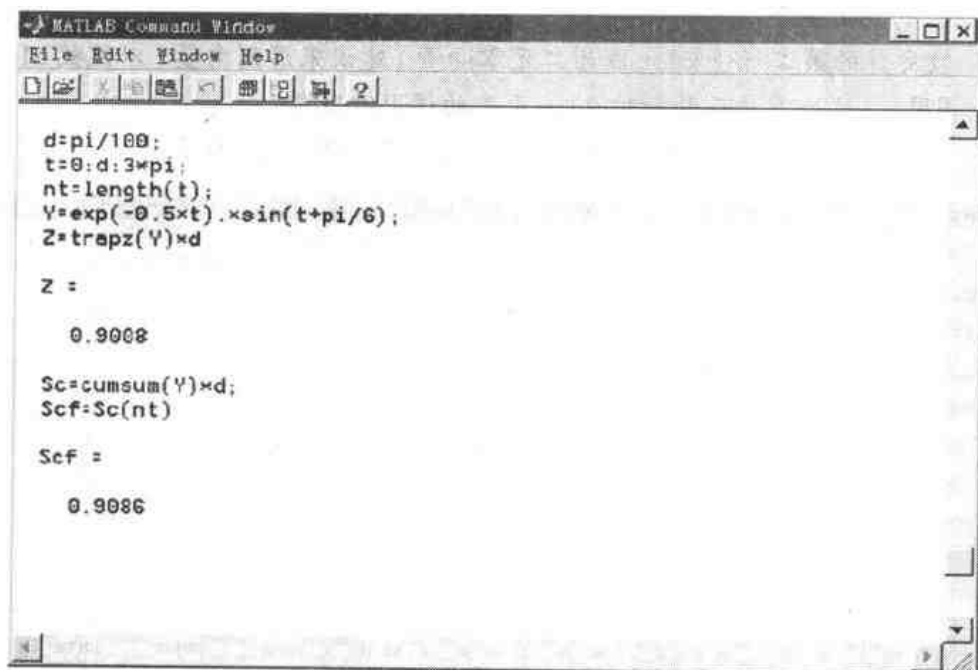 MATLAB Command Window
File Edit Window Help
d=pi/100;
t=0:d:3*pi;
nt=length(t);
Y=exp(-0.5*t).*sin(t+pi/6);
Z=trapz(Y)*d
Z =
0.9008
Sc=cumsum(Y)*d;
Scf=Sc(nt)
Scf =
0.9086